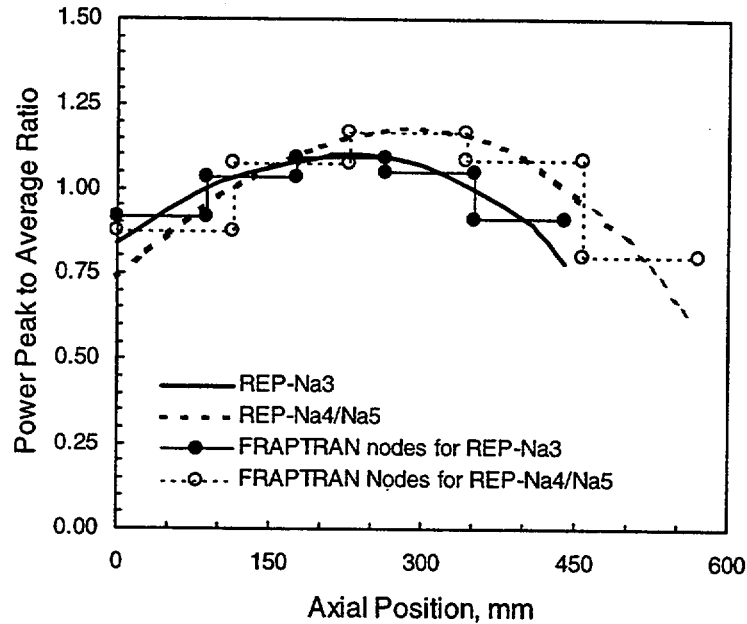 1.50
1.25
1.00
0.75
0.50
0.25
0.00
Power Peak to Average Ratio
REP-Na3
REP-Na4/Na5
FRAPTRAN nodes for REP-Na3
FRAPTRAN Nodes for REP-Na4/Na5
0 150 300 450 600
Axial Position, mm